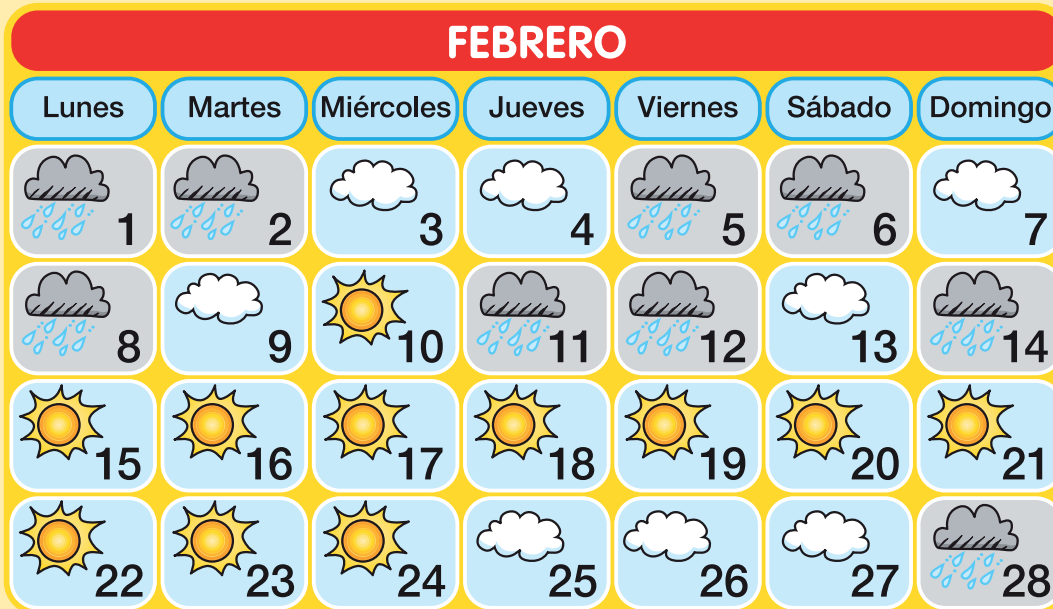 FEBRERO
Lunes Martes Miércoles Jueves Viernes Sábado Domingo
1 2 3 4 5 6 7
8 9 10 11 12 13 14
15 16 17 18 19 20 21
22 23 24 25 26 27 28